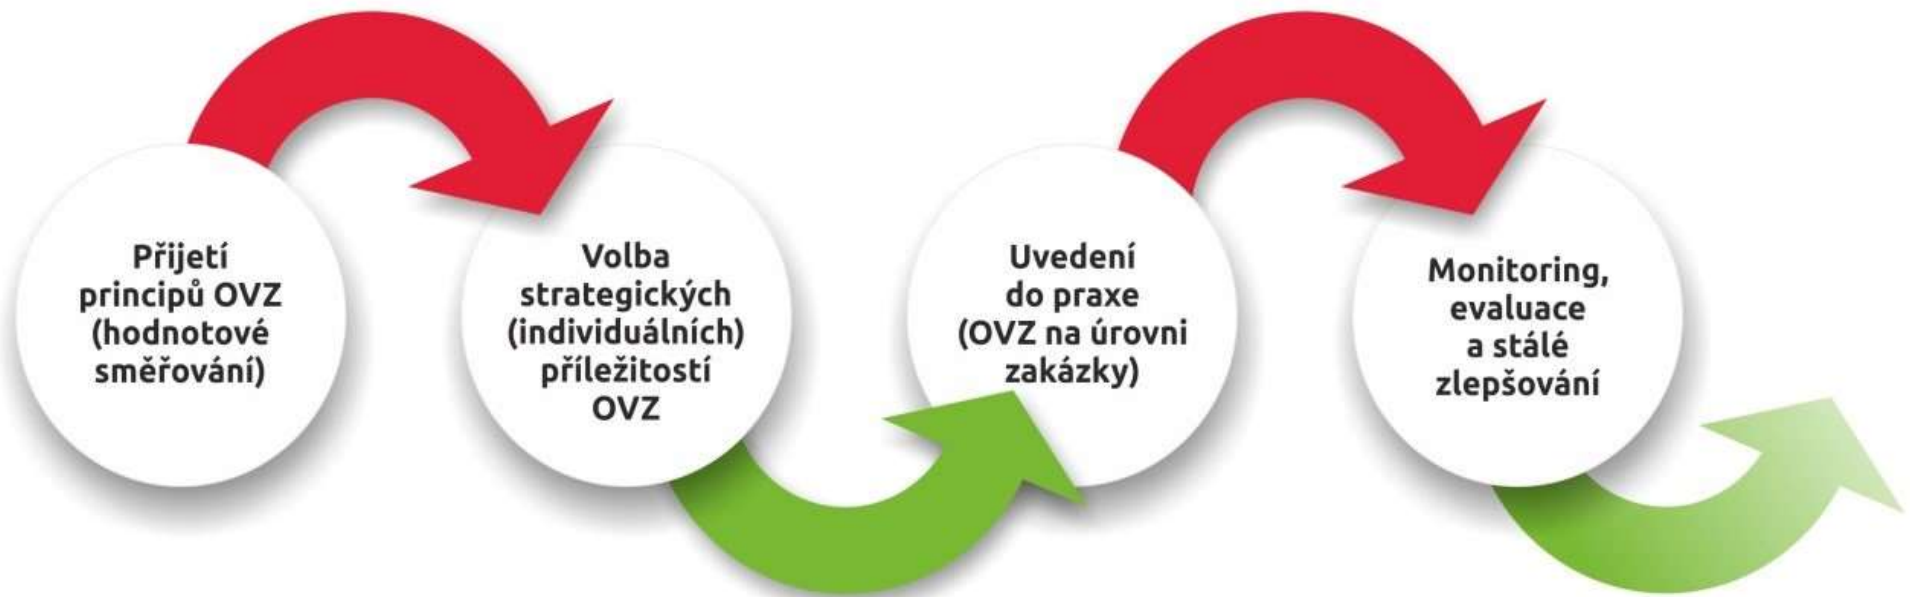 Přijetí
principů OVZ
(hodnotové
směřování)
Volba
strategických
(individuálních)
příležitostí
OVZ
Uvedení
do praxe
(OVZ na úrovni
zakázky)
Monitoring,
evaluace
a stálé
zlepšování